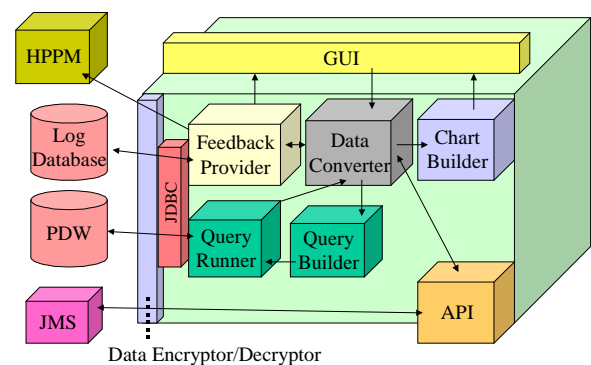 HPPM
GUI
Log
Database
Feedback
Provider
Data
Converter
Chart
Builder
JDBC
PDW
Query
Runner
Query
Builder
JMS
API
Data Encryptor/Decryptor